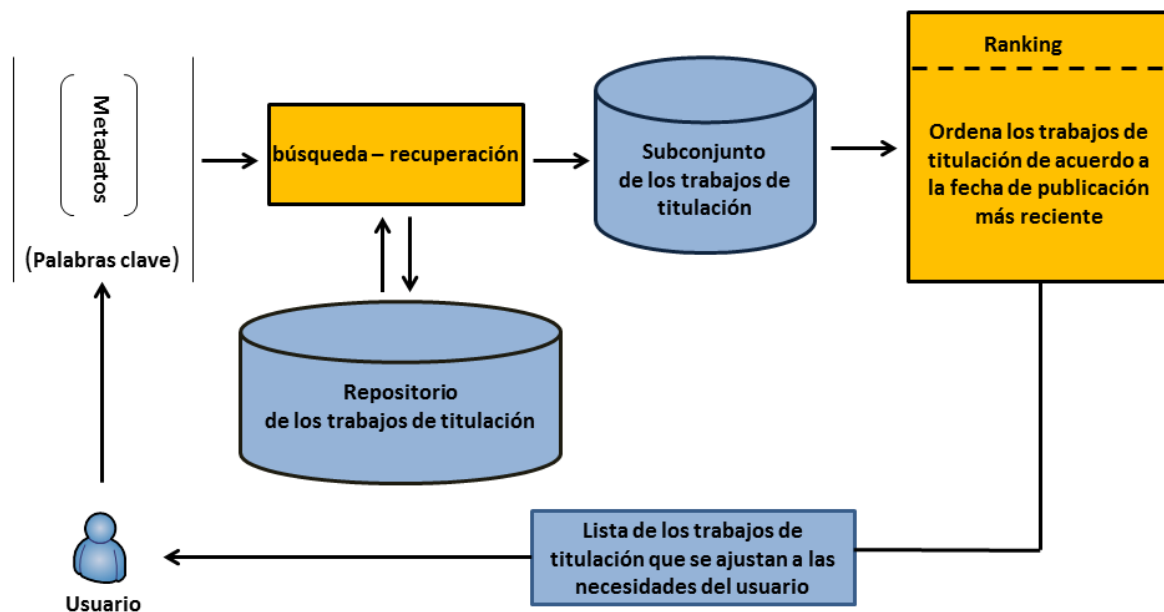 Metadatos
(Palabras clave)
búsqueda – recuperación
Subconjunto
de los trabajos de
titulación
Ranking
Ordena los trabajos de
titulación de acuerdo a
la fecha de publicación
más reciente
Repositorio
de los trabajos de titulación
Lista de los trabajos de
titulación que se ajustan a las
necesidades del usuario
Usuario